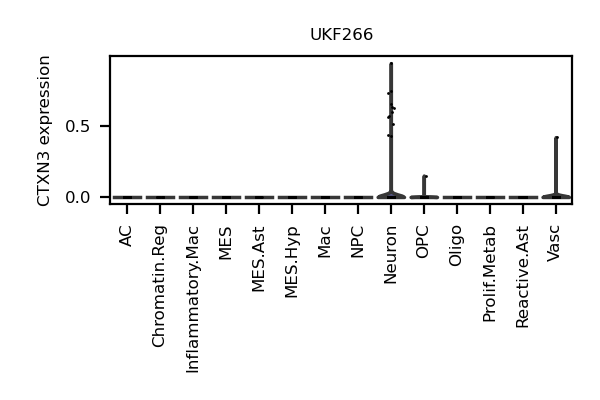 UKF266
CTXN3 expression
0.5
0.0
AC
Chromatin.Reg
Inflammatory.Mac
MES
MES.Ast
MES.Hyp
Mac
NPC
Neuron
OPC
Oligo
Prolif.Metab
Reactive.Ast
Vasc